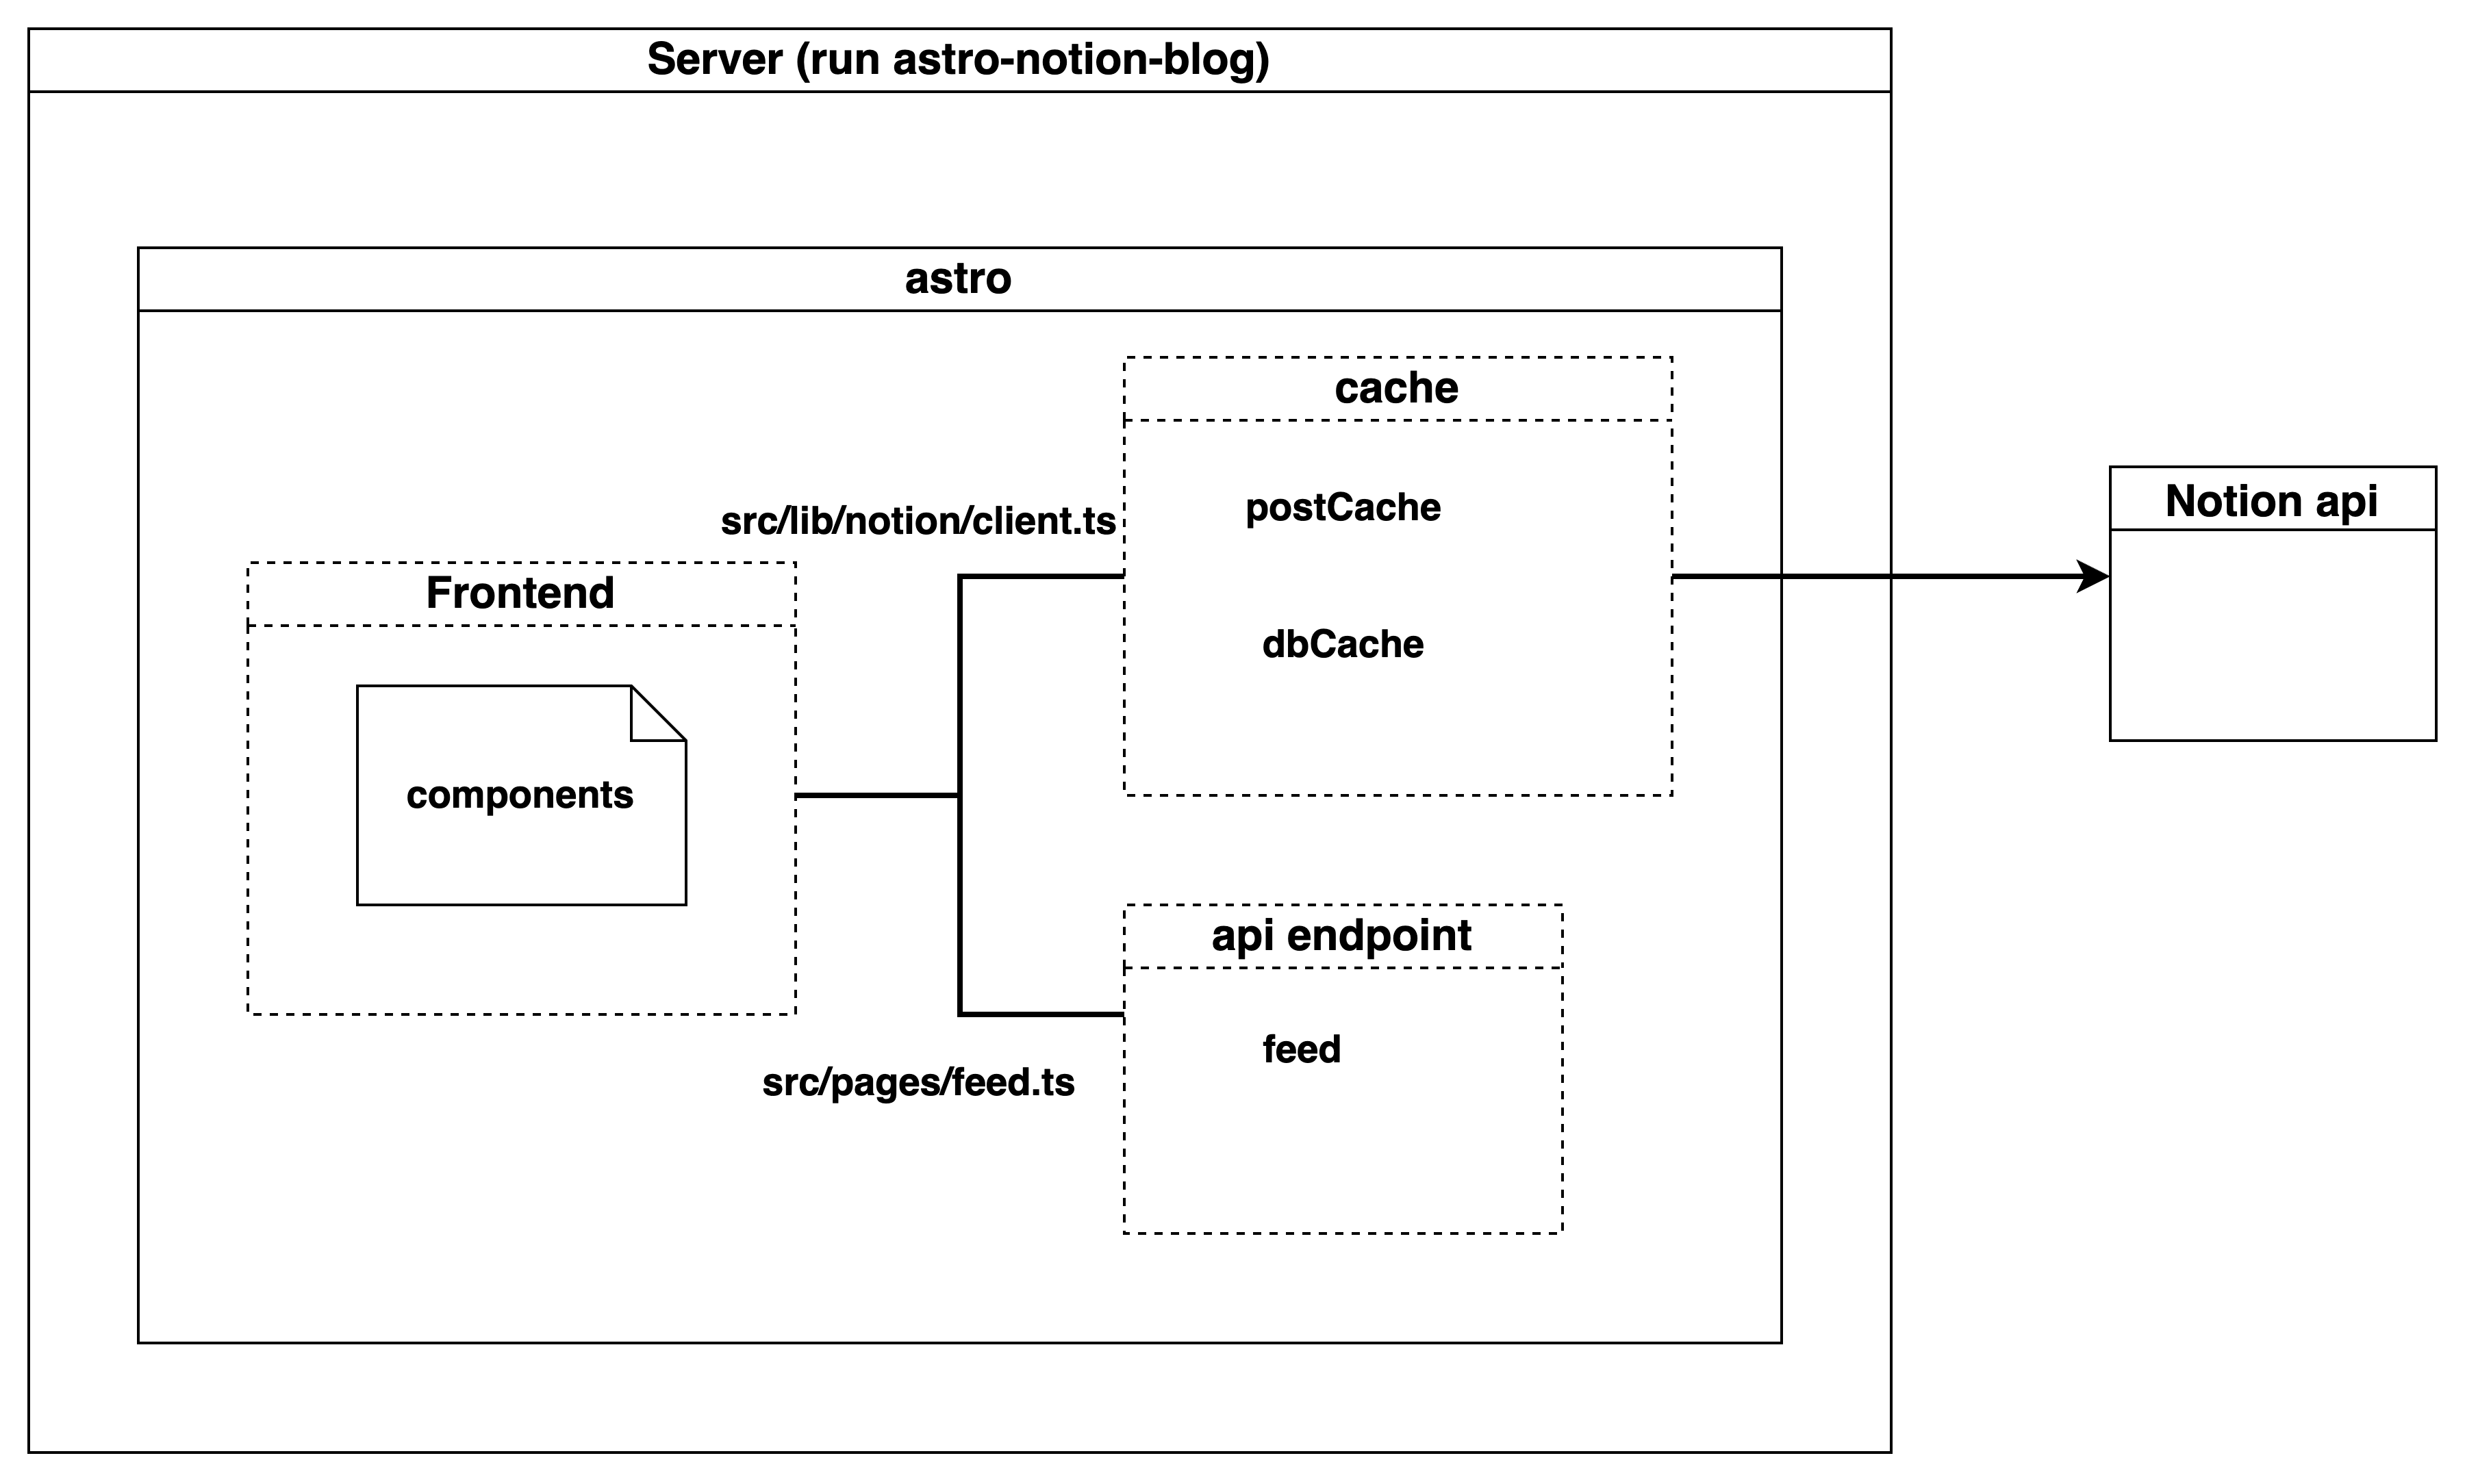 Server (run astro-notion-blog)
astro
cache
postCache
dbCache
src/lib/notion/client.ts
Notion api
Frontend
components
api endpoint
feed
src/pages/feed.ts